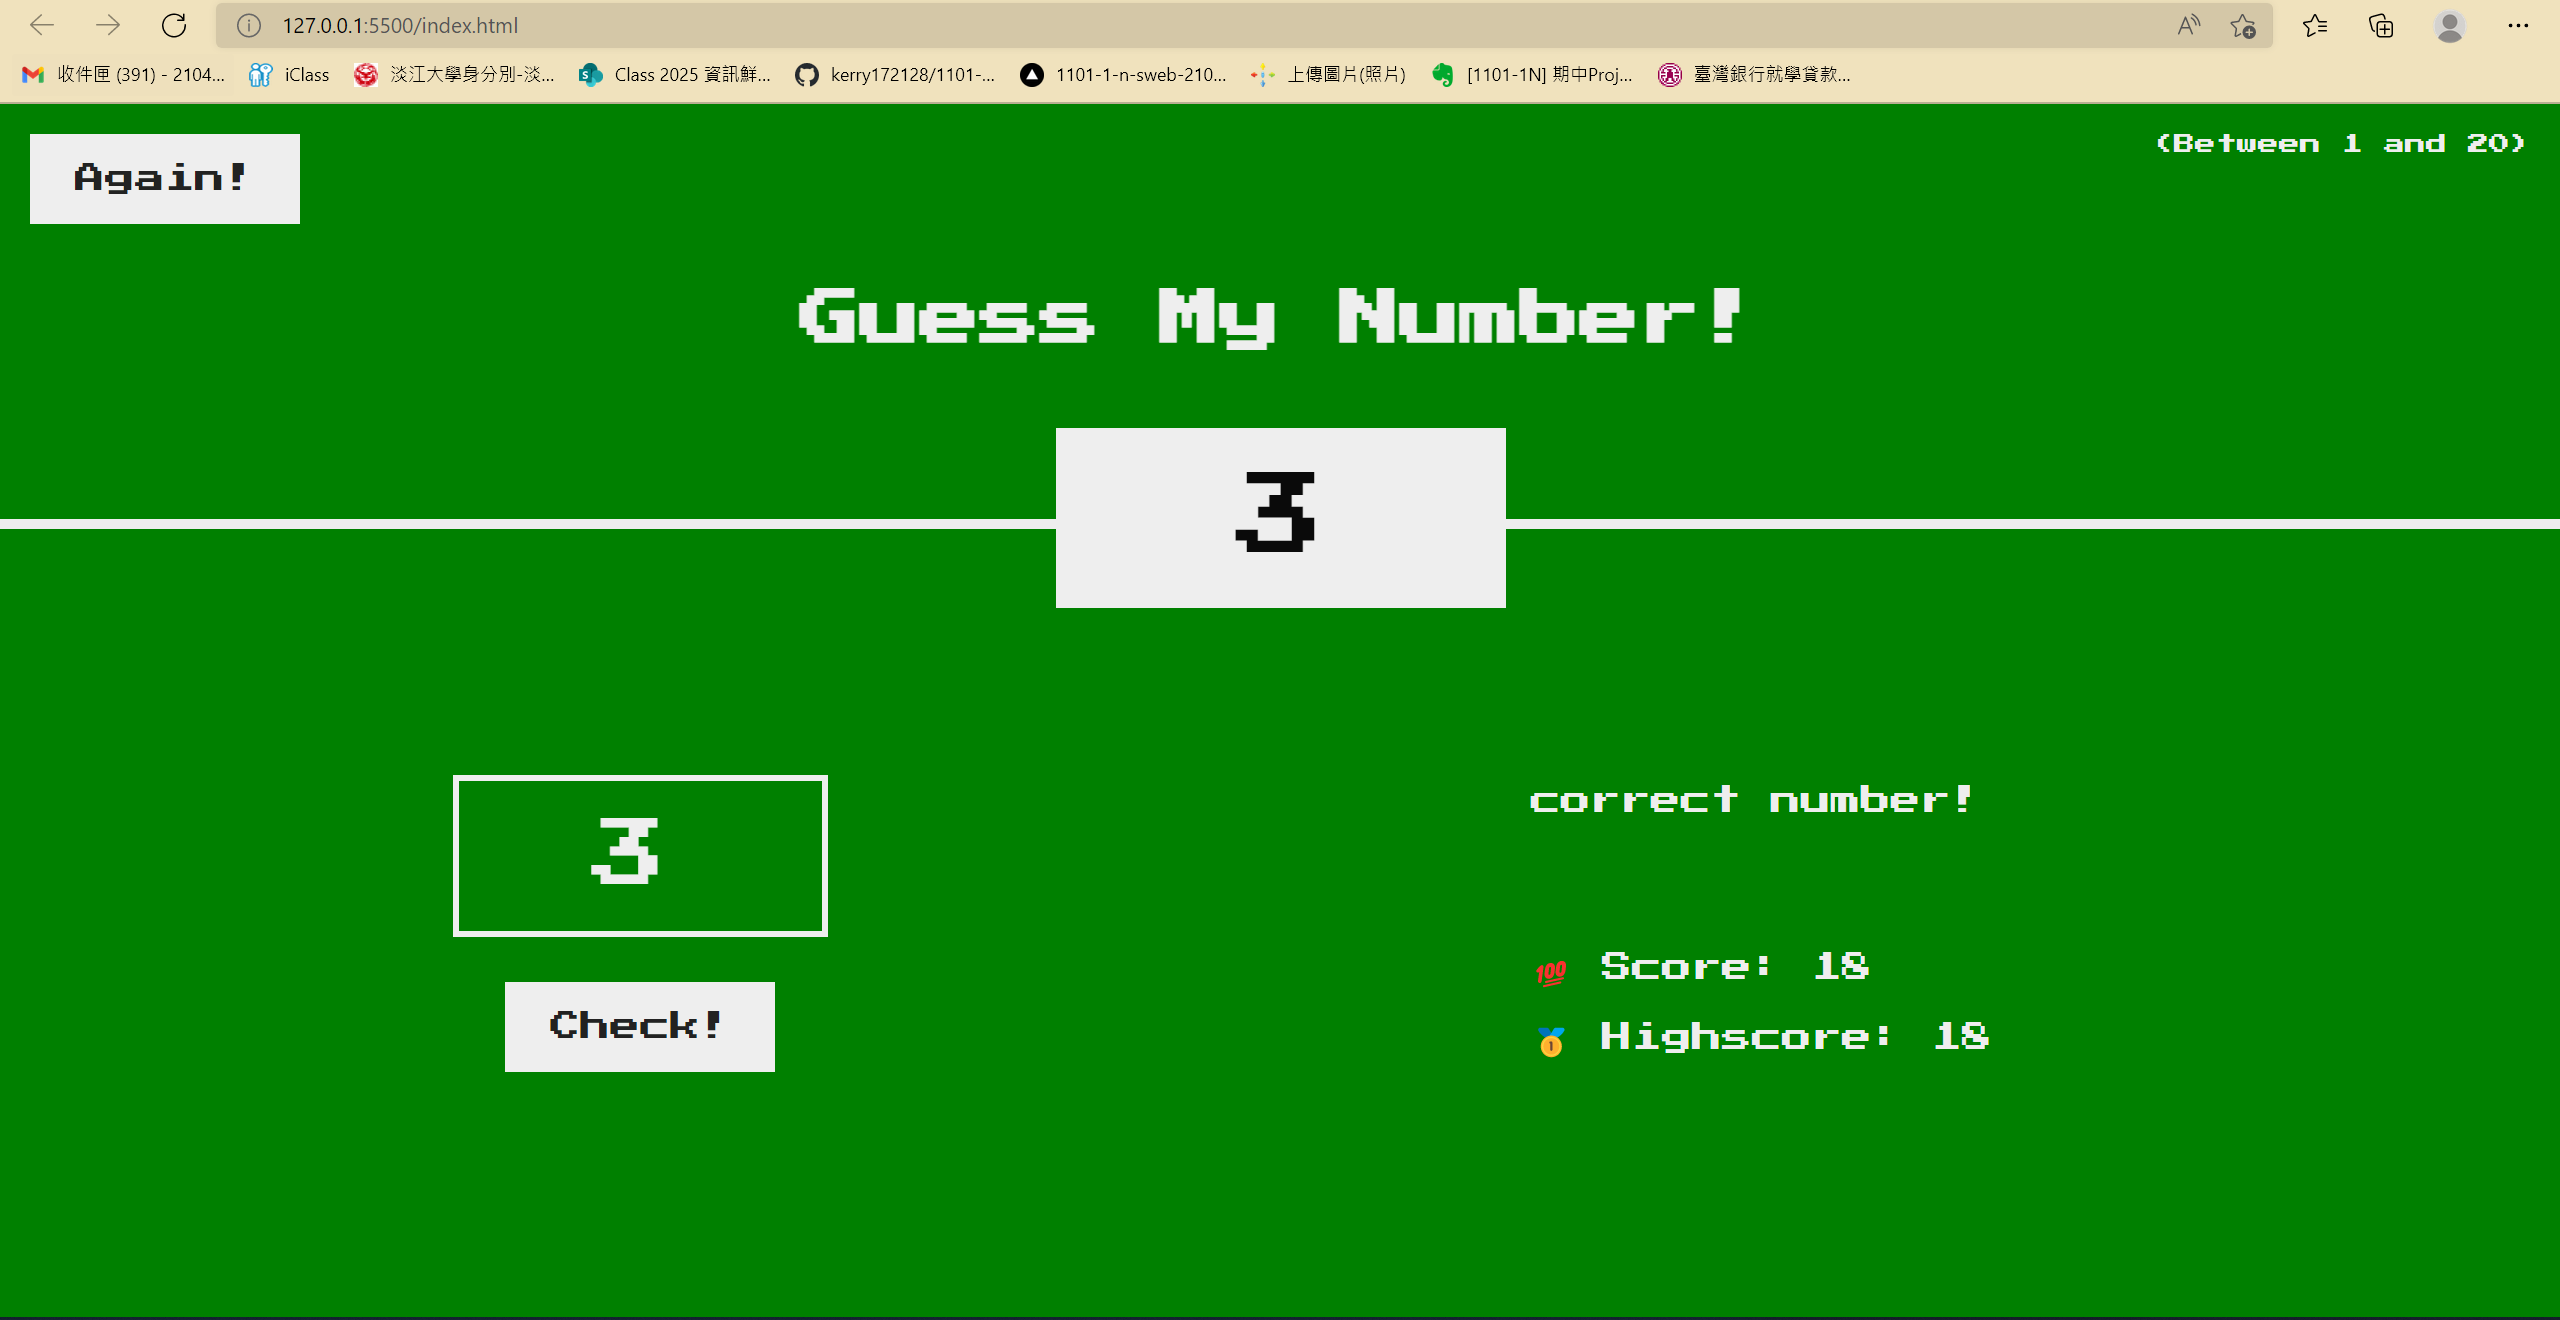 127.0.0.1:5500/index.html
收件匣 (391) - 2104... iClass 淡江大學身分別-淡... Class 2025 資訊鮮... kerry172128/1101-... 1101-1-n-sweb-210... 上傳圖片(照片) [1101-1N] 期中Proj... 臺灣銀行就學貸款...
Again!
(Between 1 and 20)
Guess My Number!
3
3
Check!
correct number!
💯 Score: 18
🥇 Highscore: 18